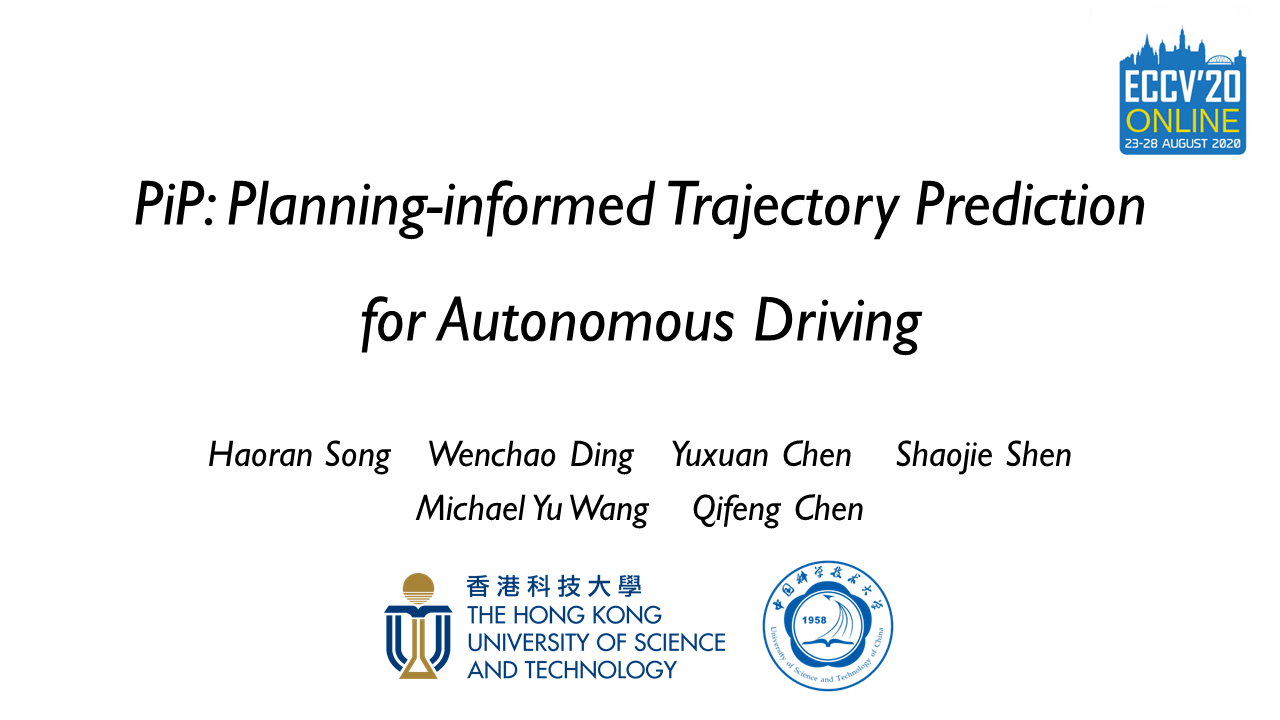 ECCV'20
ONLINE
23-28 AUGUST 2020
PiP: Planning-informed Trajectory Prediction
for Autonomous Driving
Haoran Song Wenchao Ding Yuxuan Chen Shaojie Shen
Michael Yu Wang Qifeng Chen
香港科技大學
THE HONG KONG
UNIVERSITY OF SCIENCE
AND TECHNOLOGY
中国科学技术大学
1958
University of Science and Technology of China